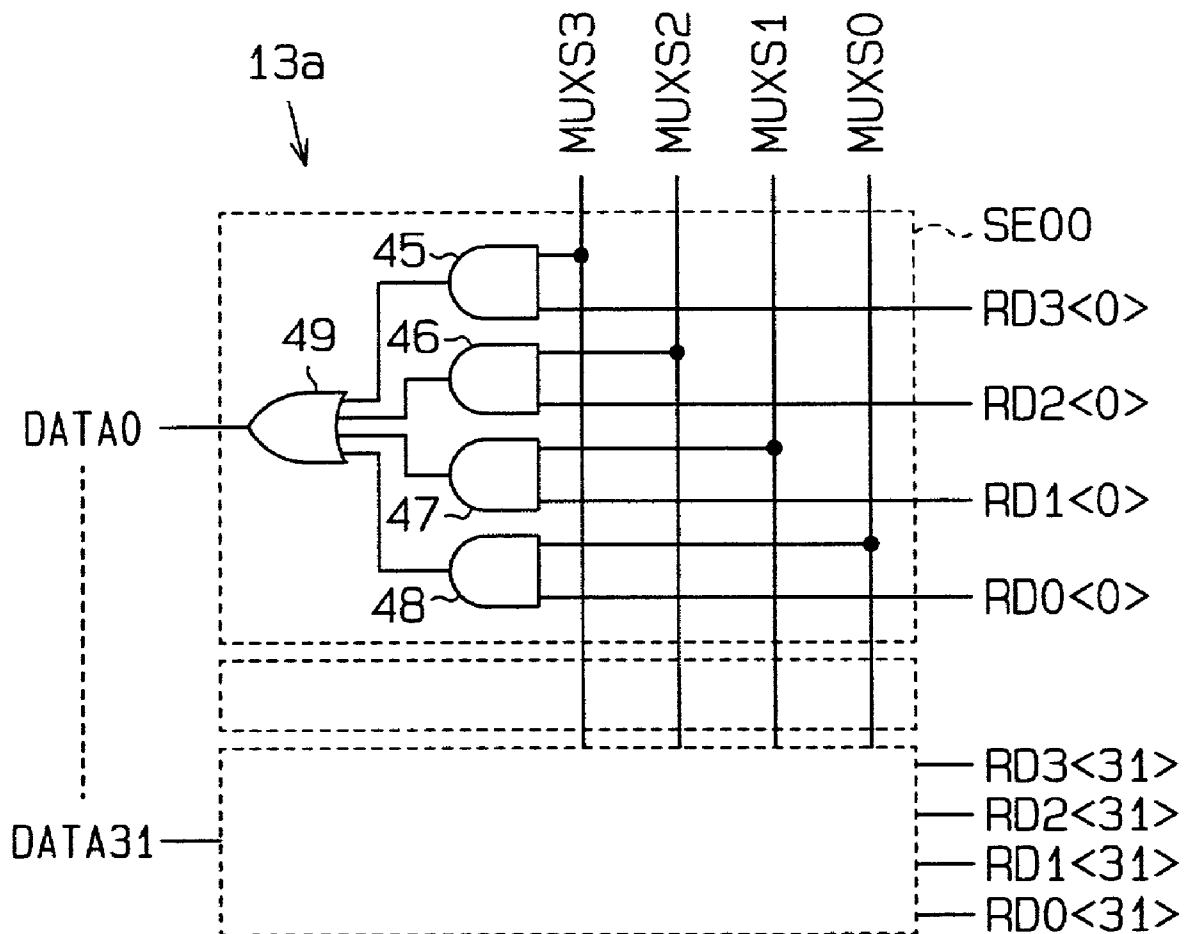 13a
MUXS3
MUXS2
MUXS1
MUXS0
SE00
45
RD3<0>
49
46
RD2<0>
DATA0
47
RD1<0>
48
RD0<0>
RD3<31>
RD2<31>
DATA31
RD1<31>
RD0<31>